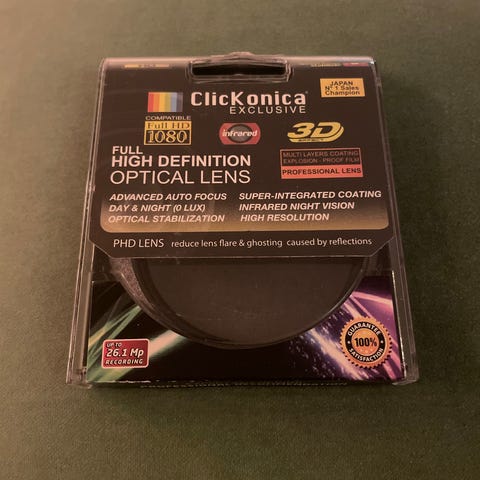 ClicKonica
EXCLUSIVE
JAPAN
Nº 1 Sales
Champion
COMPATIBLE
Full HD
1080
infrared
3D
FULL
HIGH DEFINITION
OPTICAL LENS
MULTI LAYERS COATING
EXPLOSION - PROOF FILM
PROFESSIONAL LENS
ADVANCED AUTO FOCUS
DAY & NIGHT (0 LUX)
OPTICAL STABILIZATION
SUPER-INTEGRATED COATING
INFRARED NIGHT VISION
HIGH RESOLUTION
PHD LENS reduce lens flare & ghosting caused by reflections
UP TO
26.1 Mp
RECORDING
GUARANTEE
100%
SATISFACTION